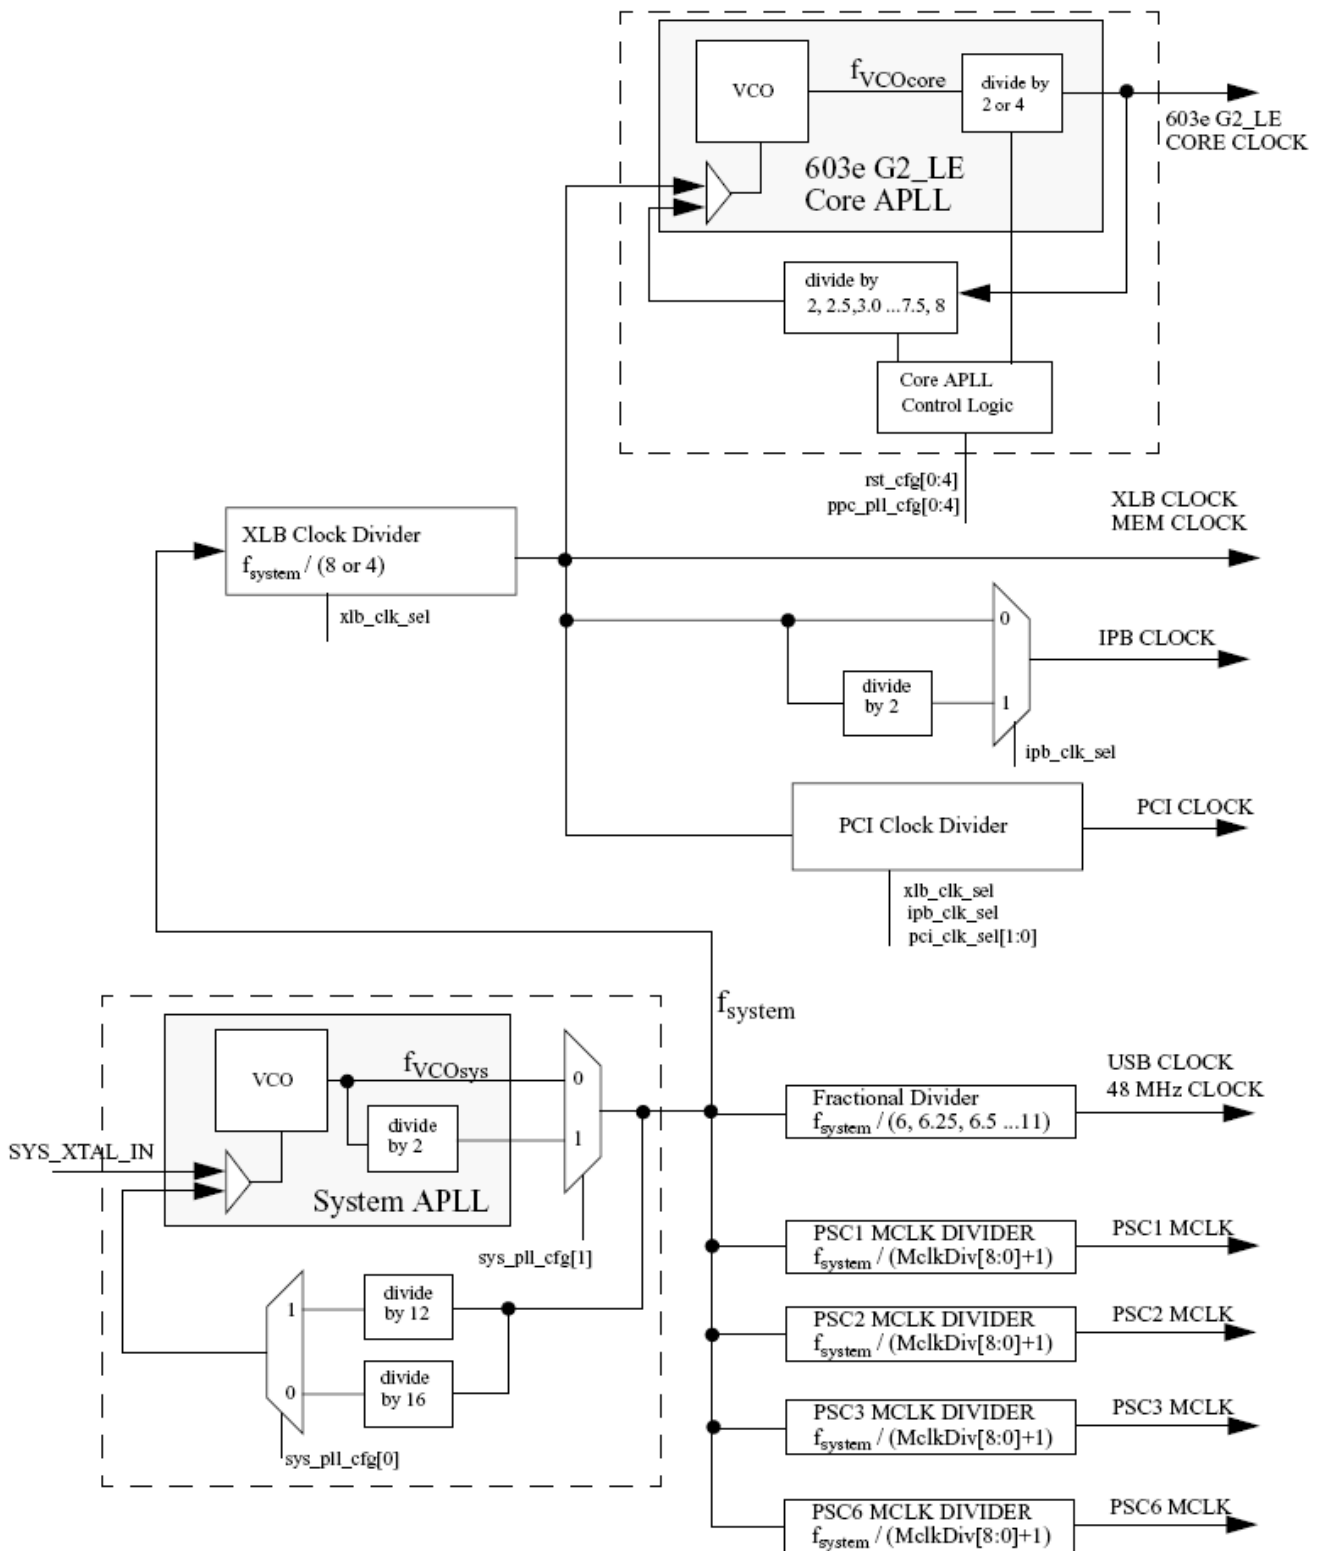 VCO
fVCOcore
divide by
2 or 4
603e G2_LE
CORE CLOCK
603e G2_LE
Core APLL
divide by
2, 2.5,3.0 ...7.5, 8
Core APLL
Control Logic
rst_cfg[0:4]
ppc_pll_cfg[0:4]
XLB CLOCK
MEM CLOCK
XLB Clock Divider
fsystem / (8 or 4)
xlb_clk_sel
0
IPB CLOCK
divide
by 2
1
ipb_clk_sel
PCI CLOCK
PCI Clock Divider
xlb_clk_sel
ipb_clk_sel
pci_clk_sel[1:0]
fsystem
VCO
fVCOsys
0
divide
by 2
1
SYS_XTAL_IN
System APLL
sys_pll_cfg[1]
1
divide
by 12
0
divide
by 16
sys_pll_cfg[0]
USB CLOCK
48 MHz CLOCK
Fractional Divider
fsystem / (6, 6.25, 6.5 ...11)
PSC1 MCLK DIVIDER
fsystem / (MclkDiv[8:0]+1)
PSC1 MCLK
PSC2 MCLK DIVIDER
fsystem / (MclkDiv[8:0]+1)
PSC2 MCLK
PSC3 MCLK DIVIDER
fsystem / (MclkDiv[8:0]+1)
PSC3 MCLK
PSC6 MCLK DIVIDER
fsystem / (MclkDiv[8:0]+1)
PSC6 MCLK